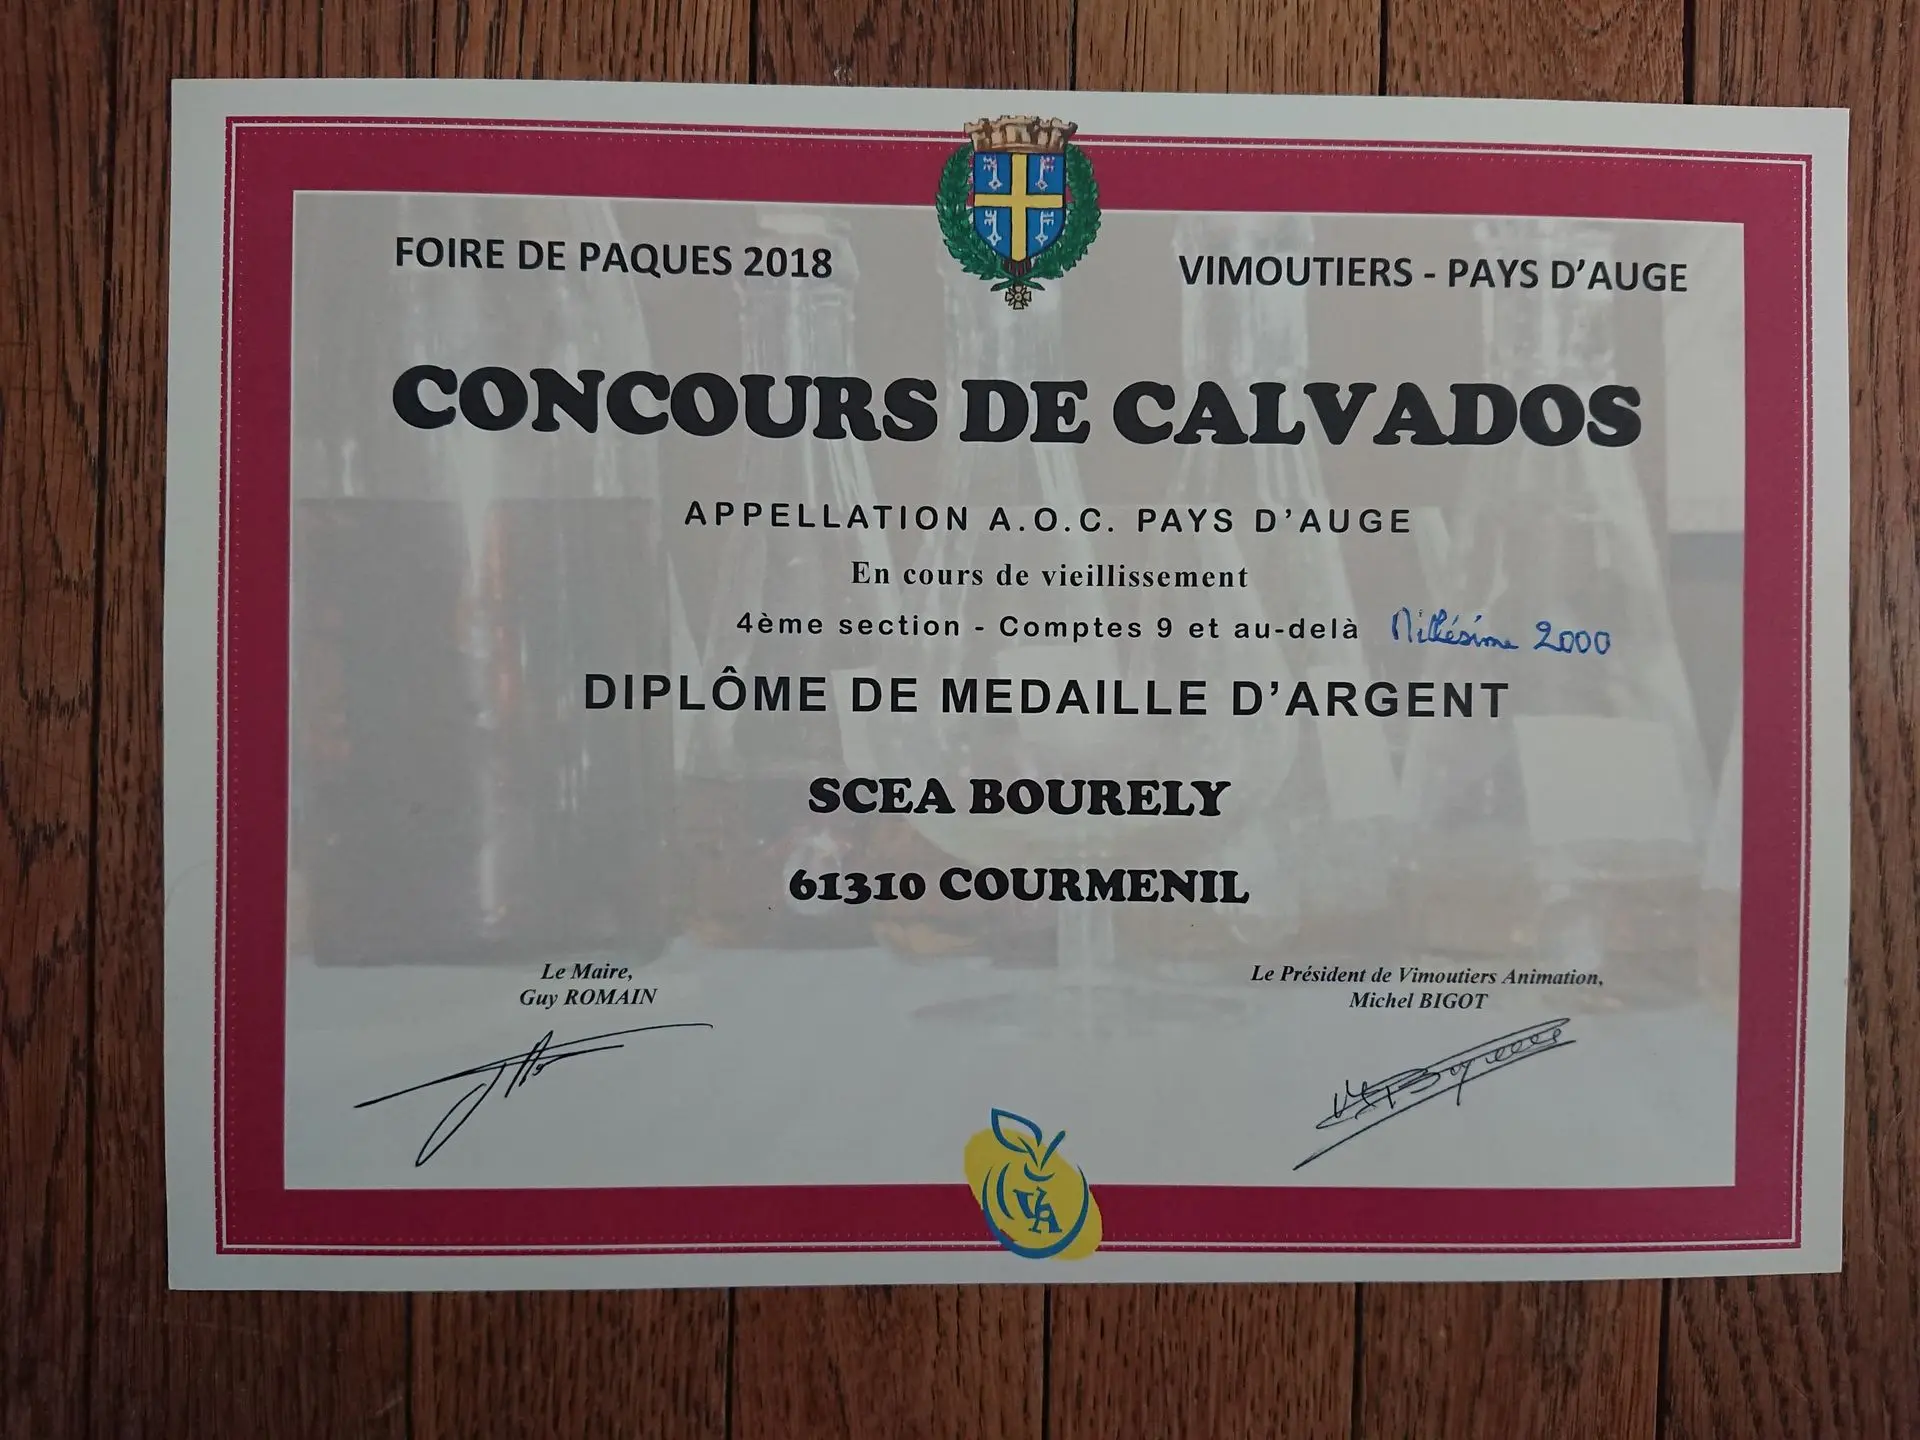 FOIRE DE PAQUES 2018
VIMOUTIERS - PAYS D'AUGE
CONCOURS DE CALVADOS
APPELLATION A.O.C. PAYS D'AUGE
En cours de vieillissement
4ème section - Comptes 9 et au-delà Millésime 2000
DIPLÔME DE MEDAILLE D'ARGENT
SCEA BOURELY
61310 COURMENIL
Le Maire,
Guy ROMAIN
Le Président de Vimoutiers Animation,
Michel BIGOT
VA